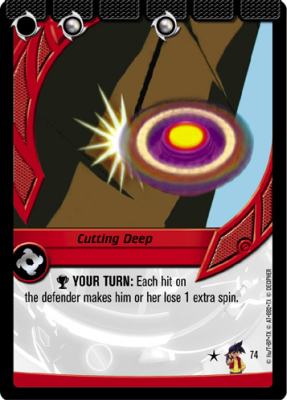 Cutting Deep
YOUR TURN: Each hit on
the defender makes him or her lose 1 extra spin.
74